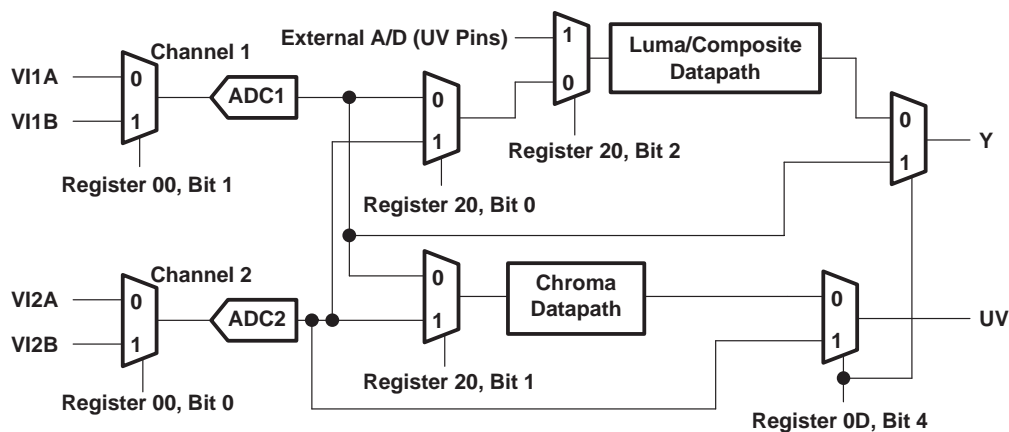 External A/D (UV Pins)
1
0
Luma/Composite
Datapath
Channel 1
VI1A
0
VI1B
1
ADC1
0
1
0
1
Y
Register 20, Bit 2
Register 00, Bit 1
Register 20, Bit 0
Channel 2
VI2A
0
VI2B
1
ADC2
0
1
Chroma
Datapath
0
1
UV
Register 20, Bit 1
Register 00, Bit 0
Register 0D, Bit 4